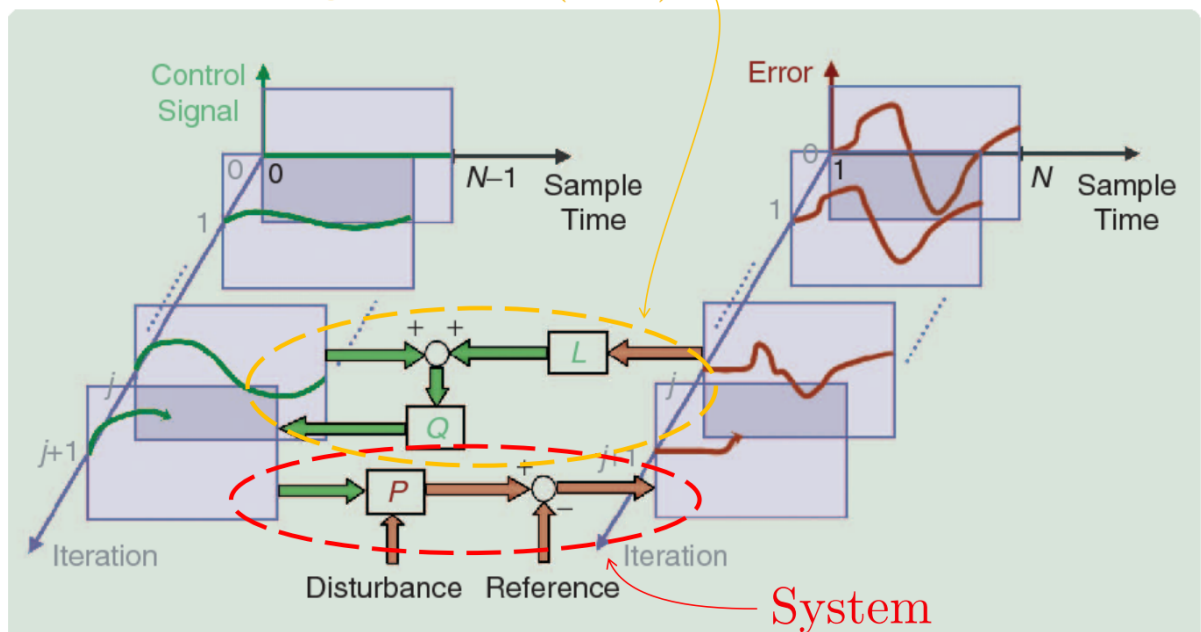 Control
Signal
Error
0
0
N–1
Sample
Time
1
0
1
N
Sample
Time
1
+
+
L
j
Q
j+1
j
j+1
+
P
–
Iteration
Iteration
Disturbance
Reference
System